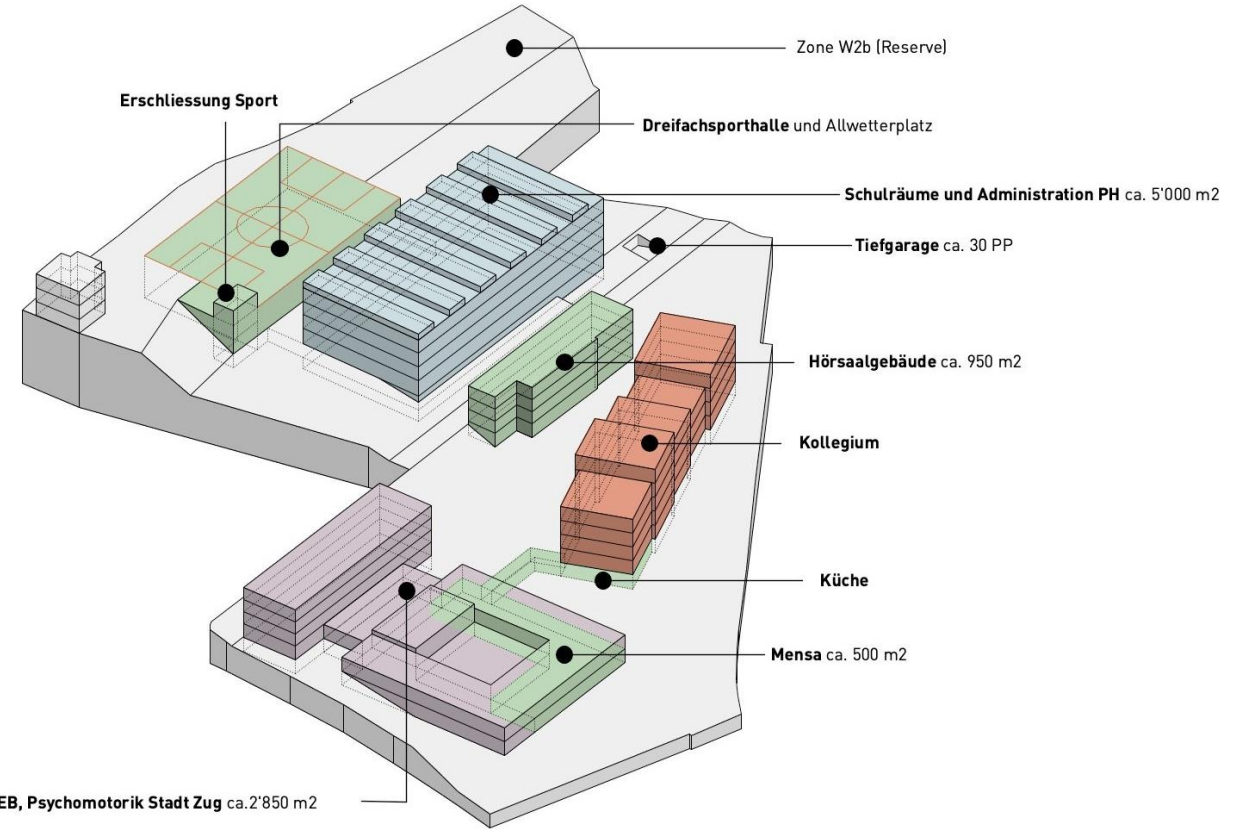 Zone W2b (Reserve)
Erschliessung Sport
Dreifachsporthalle und Allwetterplatz
Schulräume und Administration PH ca. 5'000 m2
Tiefgarage ca. 30 PP
Hörsaalgebäude ca. 950 m2
Kollegium
Küche
Mensa ca. 500 m2
EB, Psychomotorik Stadt Zug ca.2'850 m2